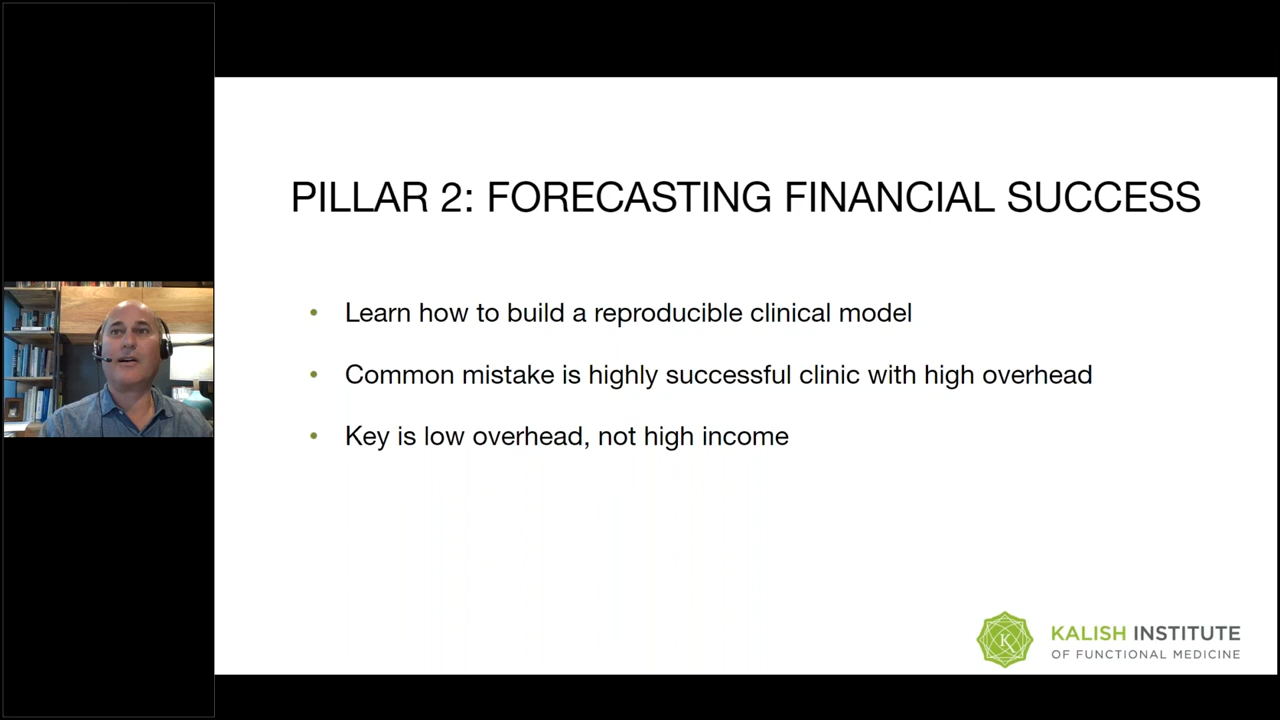 PILLAR 2: FORECASTING FINANCIAL SUCCESS
• Learn how to build a reproducible clinical model
• Common mistake is highly successful clinic with high overhead
• Key is low overhead, not high income
K
KALISH INSTITUTE
OF FUNCTIONAL MEDICINE